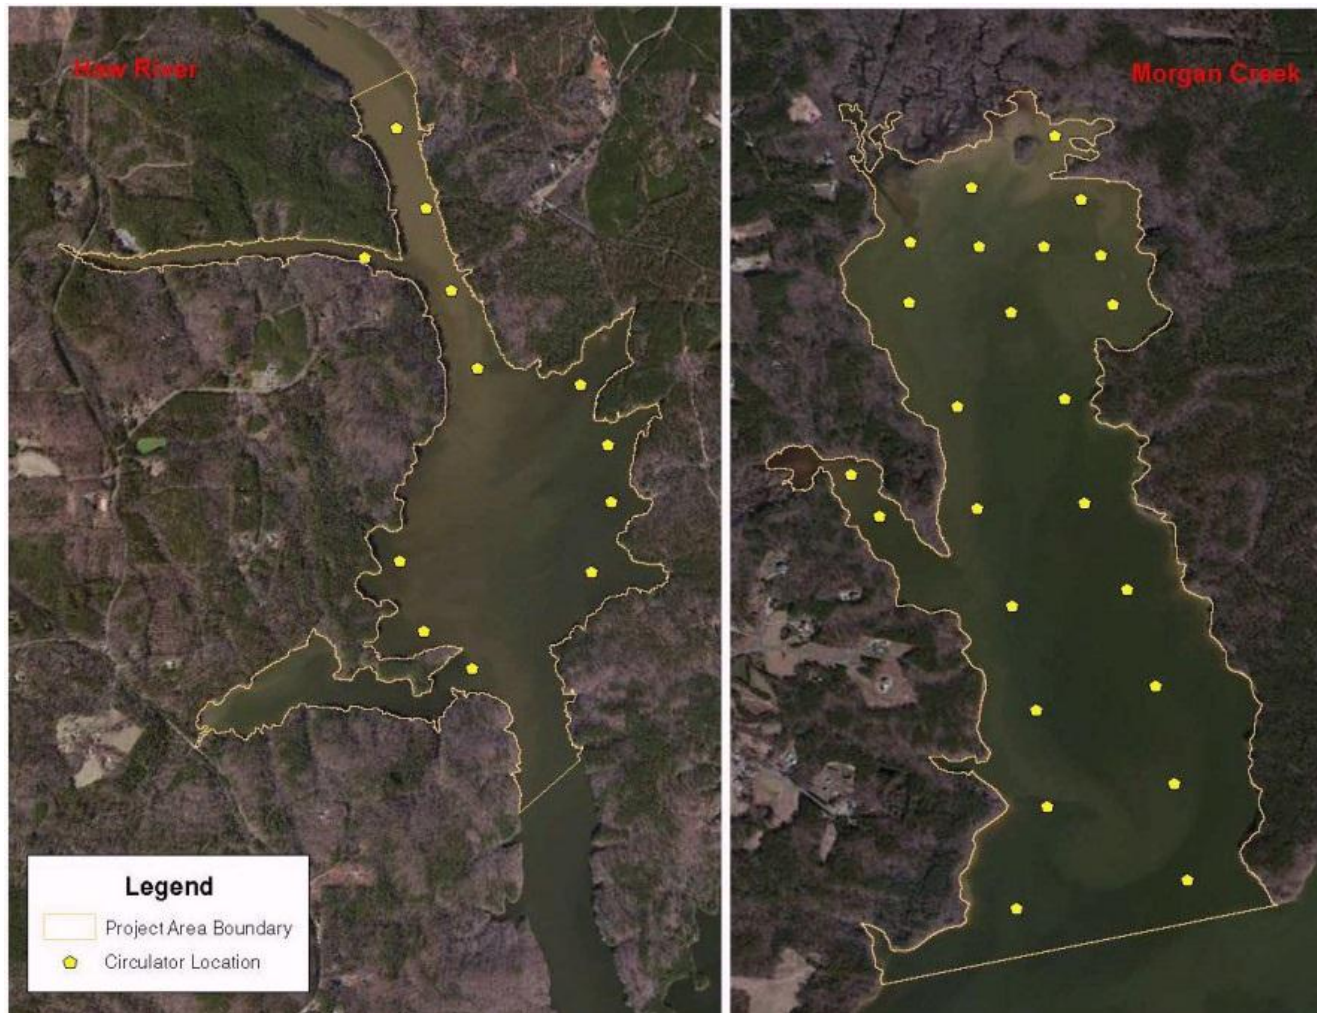 Haw River
Morgan Creek
Legend
Project Area Boundary
Circulator Location